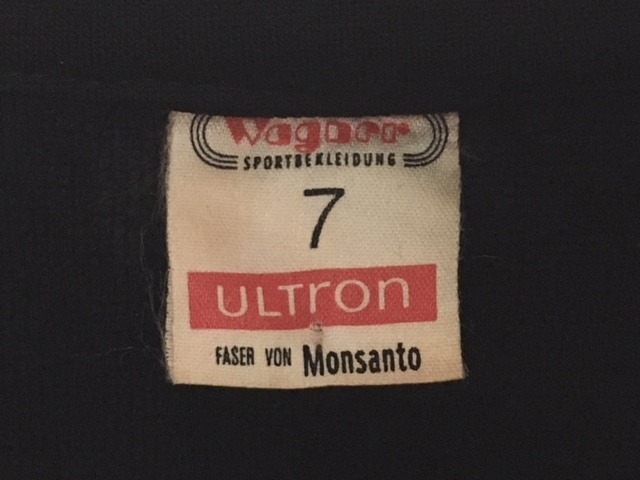 Wagner
SPORTBEKLEIDUNG
7
ULTron
FASER VON Monsanto